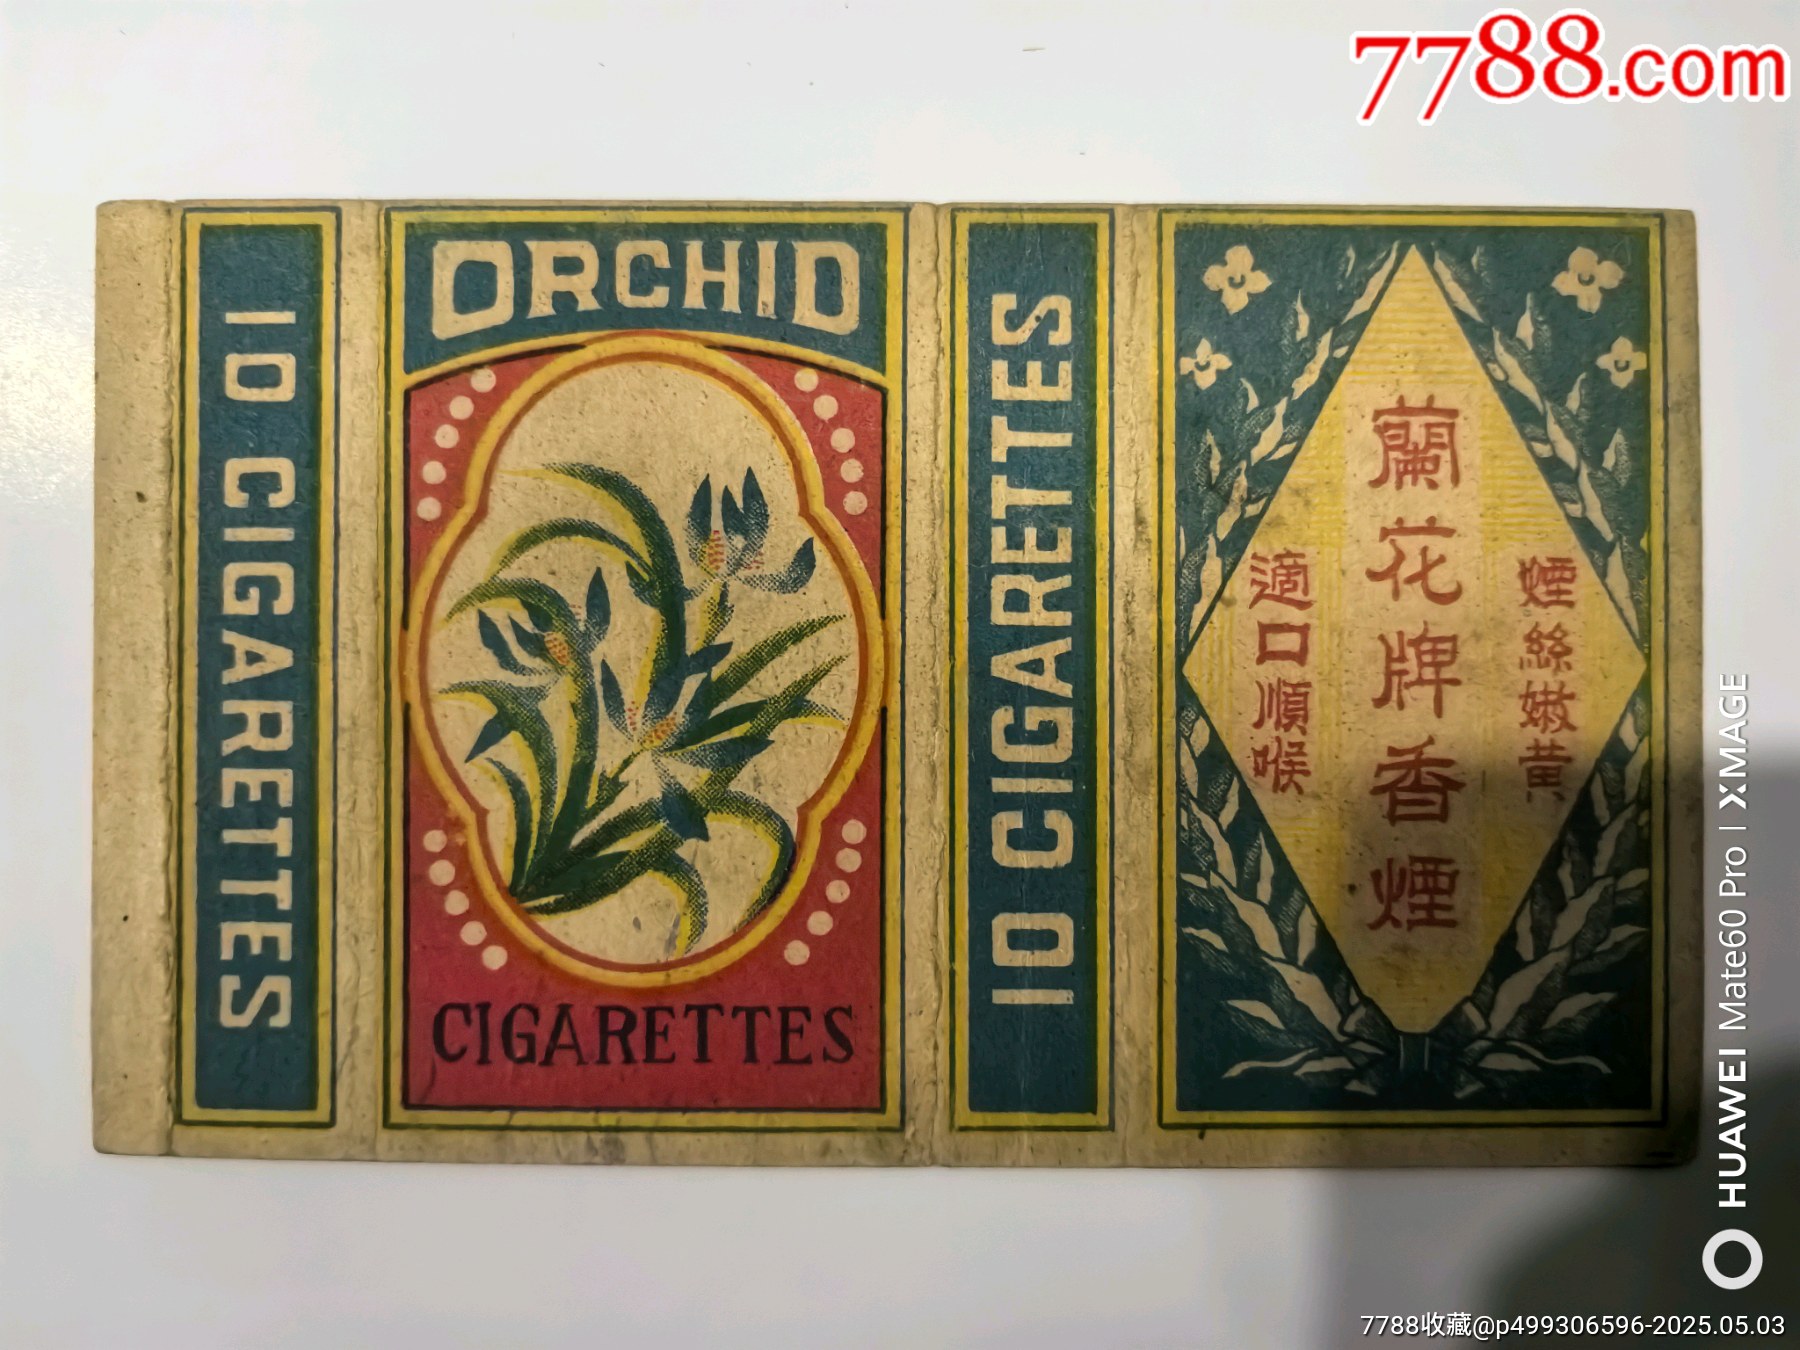 7788.com
10 CIGARETTES
ORCHID
CIGARETTES
10 CIGARETTES
煙絲嫩黄
蘭花牌香煙
適口順喉
HUAWEI Mate60 Pro | XMAGE
7788收藏@p499306596-2025.05.03